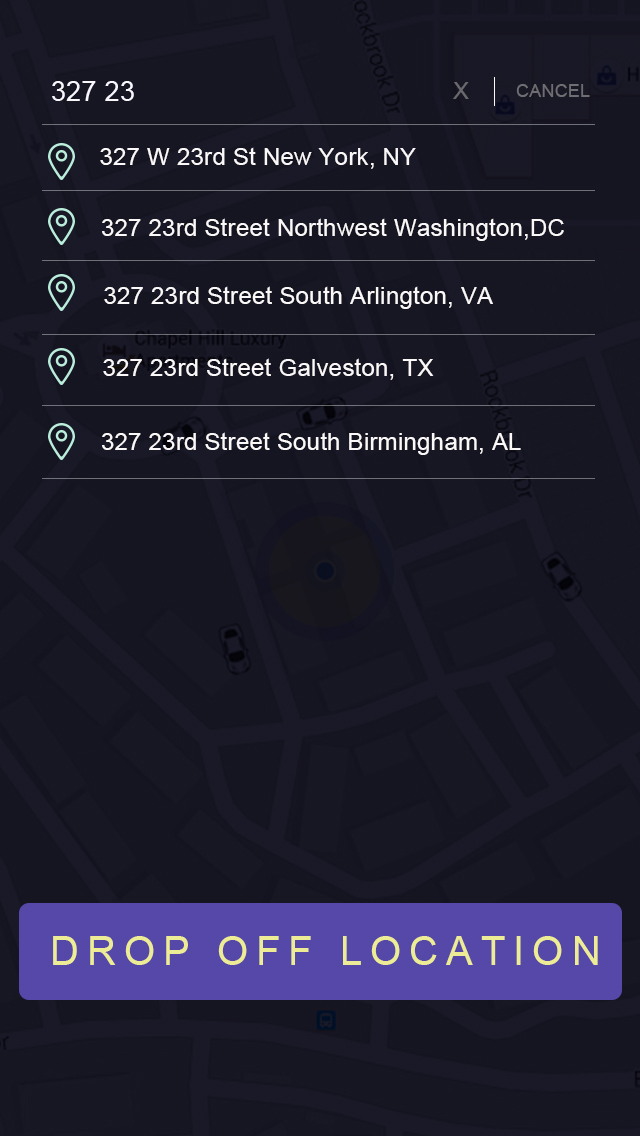 ockbrook Dr
H
327 23
X
CANCEL
327 W 23rd St New York, NY
327 23rd Street Northwest Washington,DC
327 23rd Street South Arlington, VA
Chapel Hill Luxury
327 23rd Street Galveston, TX
Rockbrook Dr
327 23rd Street South Birmingham, AL
DROP OFF LOCATION